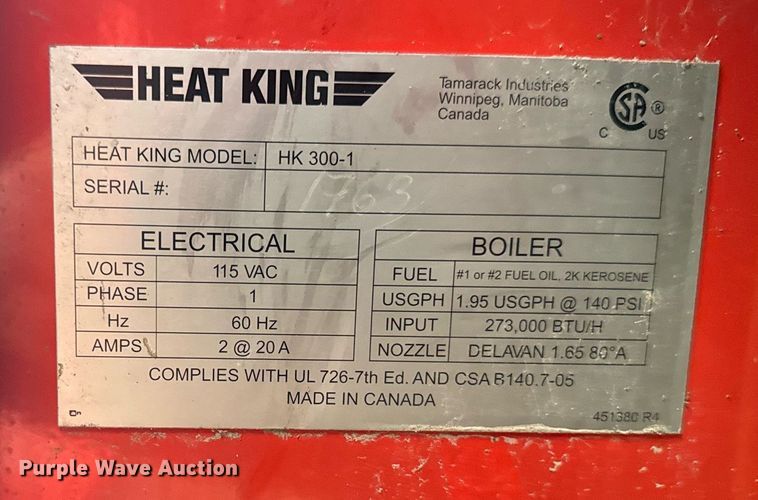 HEAT KING
Tamarack Industries
Winnipeg, Manitoba
Canada
CSA ®
C US
HEAT KING MODEL: HK 300-1
SERIAL #: 1763
ELECTRICAL
VOLTS 115 VAC
PHASE 1
Hz 60 Hz
AMPS 2 @ 20 A
BOILER
FUEL #1 or #2 FUEL OIL, 2K KEROSENE
USGPH 1.95 USGPH @ 140 PSI
INPUT 273,000 BTU/H
NOZZLE DELAVAN 1.65 80°A
COMPLIES WITH UL 726-7th Ed. AND CSA B140.7-05
MADE IN CANADA
451380 R4
Purple Wave Auction